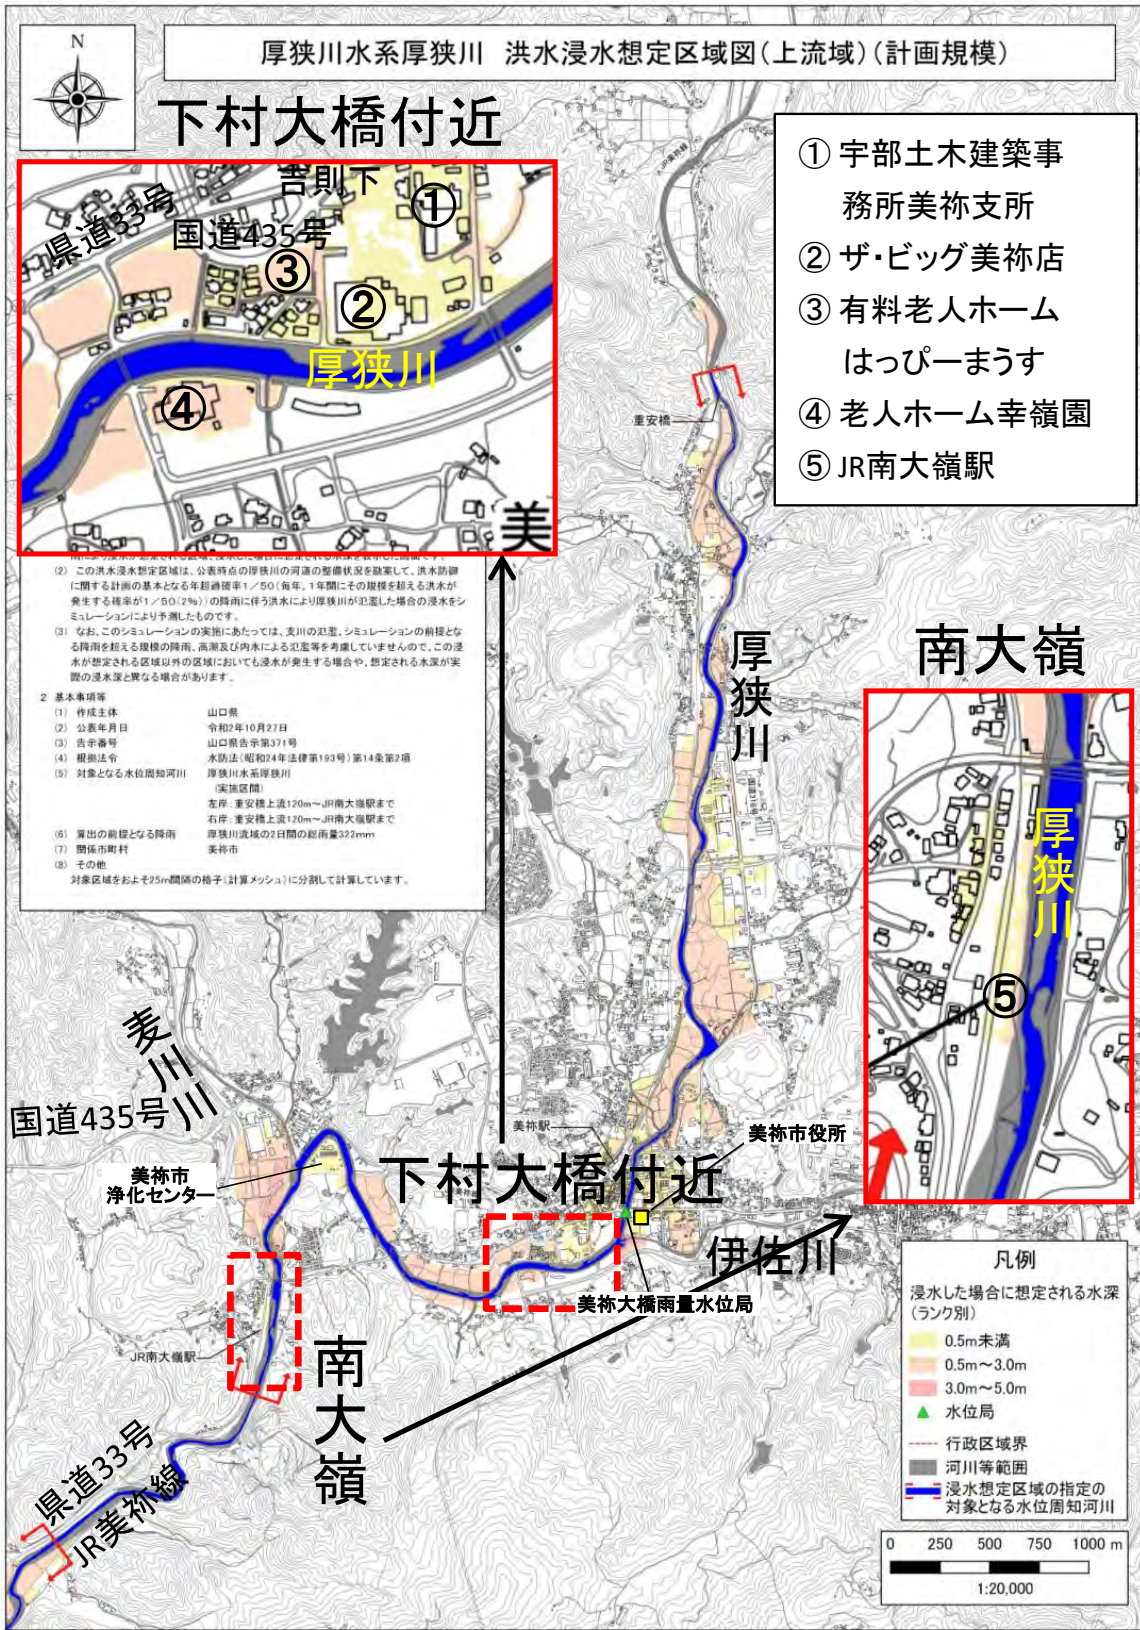 N
厚狭川水系厚狭川 洪水浸水想定区域図(上流域)(計画規模)
下村大橋付近
吉則下
県道33号
国道435号
①
②
③
④
厚狭川
美
① 宇部土木建築事
務所美祢支所
② ザ・ビッグ美祢店
③ 有料老人ホーム
はっぴーまうす
④ 老人ホーム幸嶺園
⑤ JR南大嶺駅
(2) この洪水浸水想定区域は、公表時点の厚狭川の河道の整備状況を勘案して、洪水防御
に関する計画の基本となる年超過確率1/50(毎年、1年間にその規模を超える洪水が
発生する確率が1/50(2%))の降雨に伴う洪水により厚狭川が氾濫した場合の浸水をシ
ミュレーションにより予測したものです。
(3) なお、このシミュレーションの実施にあたっては、支川の氾濫、シミュレーションの前提とな
る降雨を超える規模の降雨、高潮及び内水による氾濫等を考慮していませんので、この浸
水が想定される区域以外の区域においても浸水が発生する場合や、想定される水深が実
際の浸水深と異なる場合があります。
2 基本事項等
(1) 作成主体 山口県
(2) 公表年月日 令和2年10月27日
(3) 告示番号 山口県告示第371号
(4) 根拠法令 水防法(昭和24年法律第193号)第14条第2項
(5) 対象となる水位周知河川 厚狭川水系厚狭川
(実施区間)
左岸:重安橋上流120m~JR南大嶺駅まで
右岸:重安橋上流120m~JR南大嶺駅まで
(6) 算出の前提となる降雨 厚狭川流域の2日間の総雨量322mm
(7) 関係市町村 美祢市
(8) その他
対象区域をおよそ25m間隔の格子(計算メッシュ)に分割して計算しています。
重安橋
厚狭川
南大嶺
厚狭川
⑤
麦川川
国道435号
美祢市
浄化センター
美祢駅
美祢市役所
下村大橋付近
伊佐川
美祢大橋雨量水位局
JR南大嶺駅
南大嶺
県道33号
JR美祢線
凡例
浸水した場合に想定される水深
(ランク別)
0.5m未満
0.5m~3.0m
3.0m~5.0m
水位局
行政区域界
河川等範囲
浸水想定区域の指定の
対象となる水位周知河川
0 250 500 750 1000 m
1:20,000